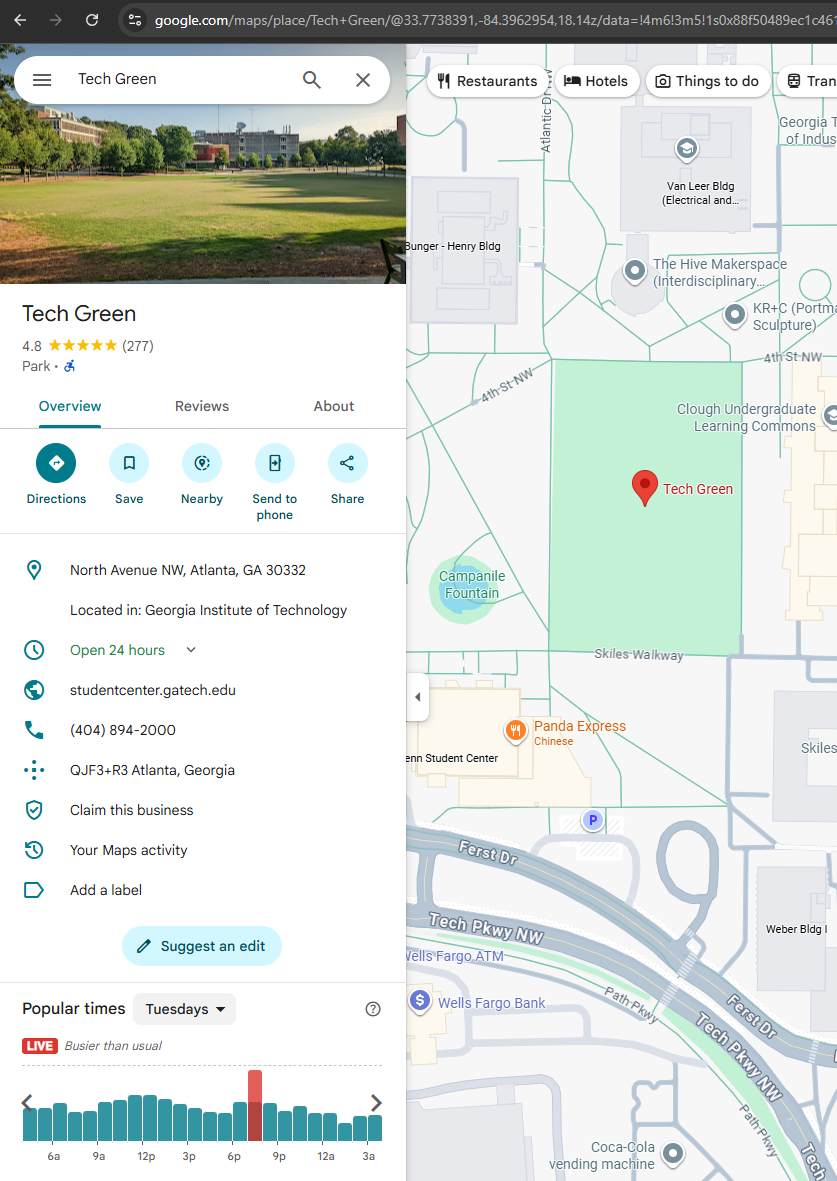 google.com/maps/place/Tech+Green/@33.7738391,-84.3962954,18.14z/data=!4m6!3m5!1s0x88f50489ec1c461
Tech Green
Restaurants
Hotels
Things to do
Tran
Tech Green
4.8 (277)
Park ·
Overview
Reviews
About
Directions
Save
Nearby
Send to
phone
Share
North Avenue NW, Atlanta, GA 30332
Located in: Georgia Institute of Technology
Open 24 hours
studentcenter.gatech.edu
(404) 894-2000
QJF3+R3 Atlanta, Georgia
Claim this business
Your Maps activity
Add a label
Suggest an edit
Popular times
Tuesdays
LIVE Busier than usual
6a 9a 12p 3p 6p 9p 12a 3a
Atlantic Dr NW
Georgia T
of Indus
Van Leer Bldg
(Electrical and...
Bunger - Henry Bldg
The Hive Makerspace
(Interdisciplinary...
KR+C (Portma
Sculpture)
4th St NW
4th St NW
Clough Undergraduate
Learning Commons
Tech Green
Campanile
Fountain
Skiles Walkway
Panda Express
Chinese
enn Student Center
Skiles
P
Ferst Dr
Tech Pkwy NW
Weber Bldg I
Wells Fargo ATM
Wells Fargo Bank
Path Pkwy
Ferst Dr
Tech Pkwy NW
Path Pkwy
Coca-Cola
vending machine
Tech